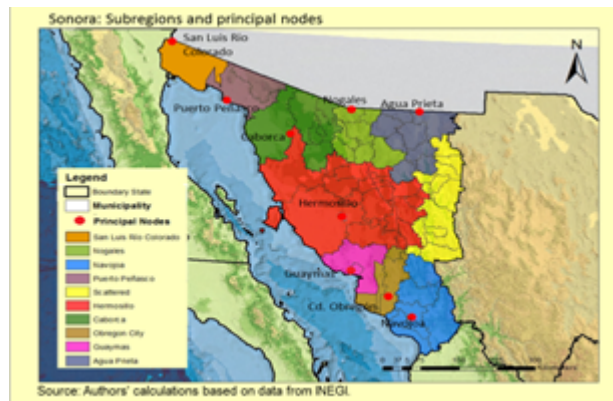 Sonora: Subregions and principal nodes
San Luis Río
Colorado
N
Puerto Peñasco
Nogales
Agua Prieta
Caborca
Hermosillo
Guaymas
Cd. Obregón
Navojoa
Legend
Boundary State
Municipality
Principal Nodes
San Luis Rio Colorado
Nogales
Navojoa
Puerto Peñasco
Scattered
Hermosillo
Caborca
Obregon City
Guaymas
Agua Prieta
Source: Authors' calculations based on data from INEGI.